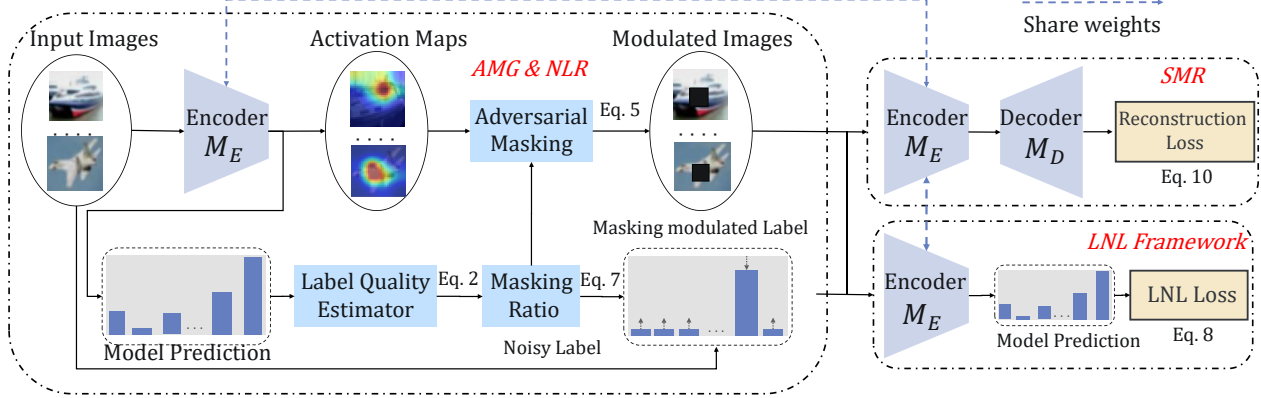 Share weights
Input Images
Activation Maps
Modulated Images
AMG & NLR
Encoder
M_E
Adversarial
Masking
Eq. 5
SMR
Encoder
M_E
Decoder
M_D
Reconstruction
Loss
Eq. 10
Masking modulated Label
Label Quality
Estimator
Eq. 2
Masking
Ratio
Eq. 7
Model Prediction
Noisy Label
LNL Framework
Encoder
M_E
LNL Loss
Model Prediction
Eq. 8